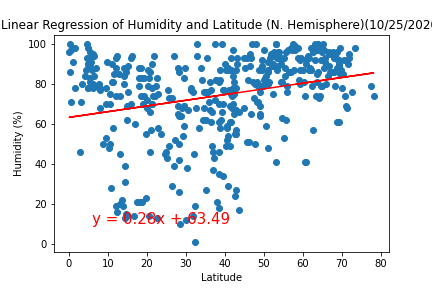 Linear Regression of Humidity and Latitude (N. Hemisphere)(10/25/2020
100
80
60
40
20
0
Humidity (%)
y = 0.28x + 63.49
0 10 20 30 40 50 60 70 80
Latitude